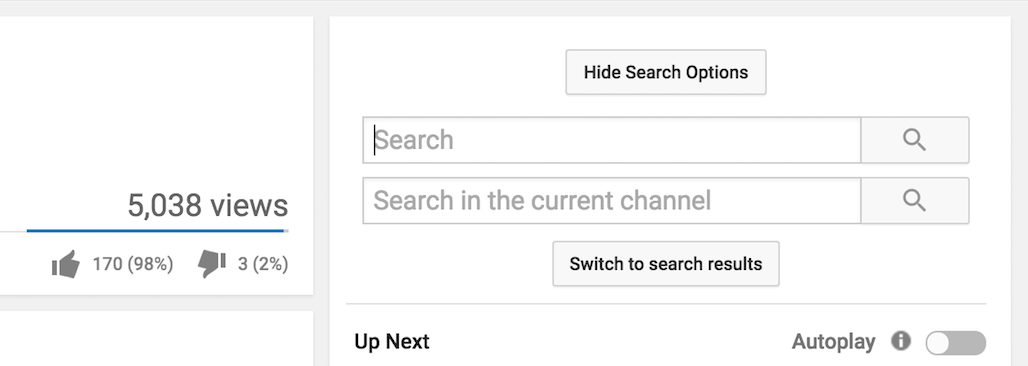 5,038 views
170 (98%)
3 (2%)
Hide Search Options
Search
Search in the current channel
Switch to search results
Up Next
Autoplay